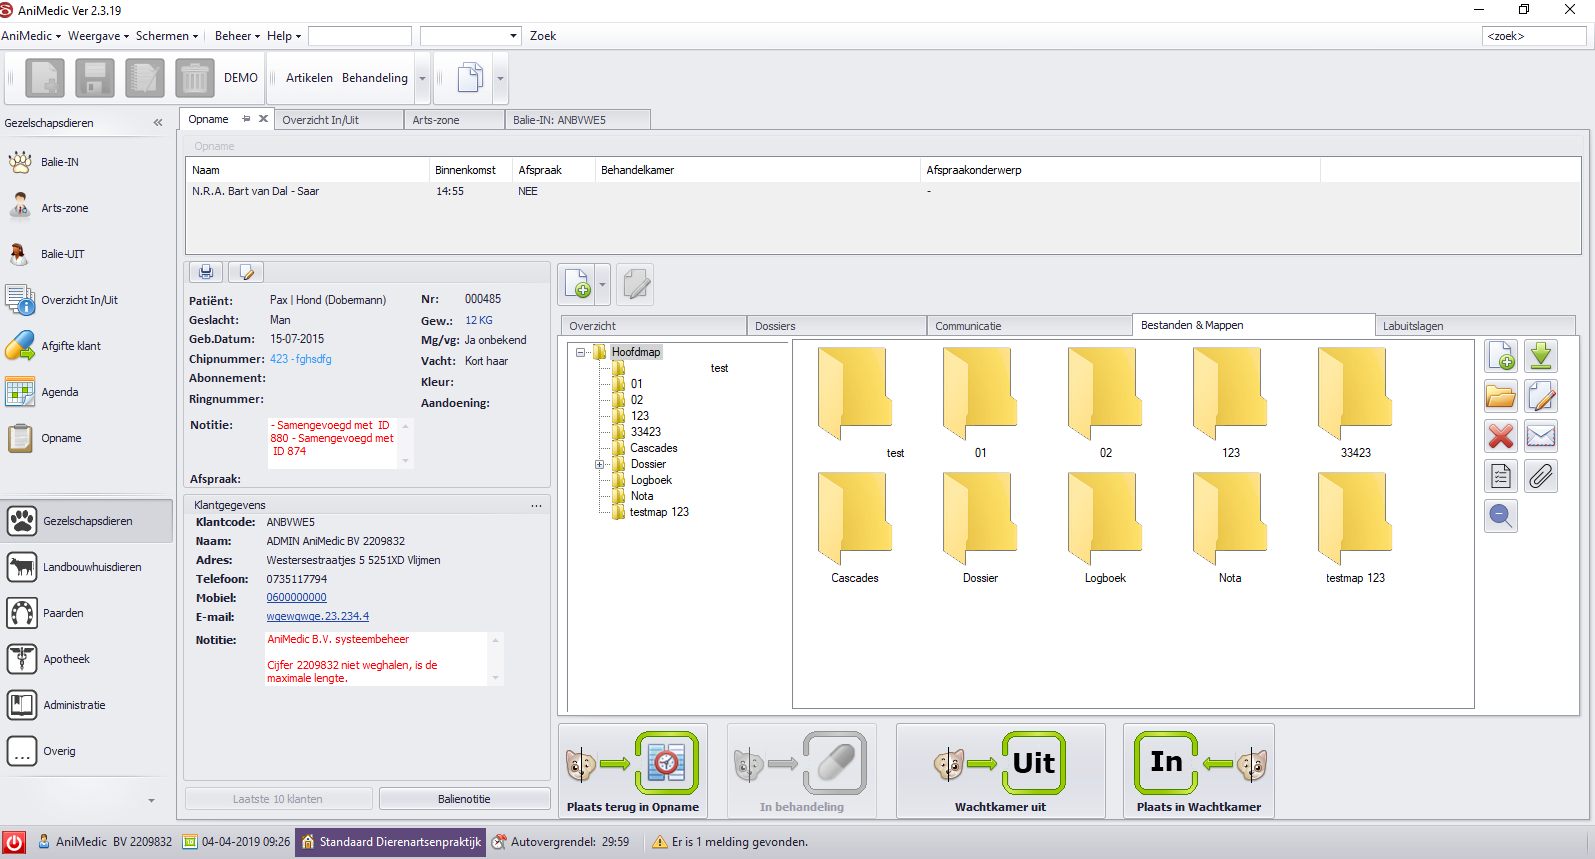 AniMedic Ver 2.3.19
AniMedic Weergave Schermen Beheer Help Zoek <zoek>
DEMO Artikelen Behandeling
Gezelschapsdieren
Balie-IN
Arts-zone
Balie-UIT
Overzicht In/Uit
Afgifte klant
Agenda
Opname
Gezelschapsdieren
Landbouwhuisdieren
Paarden
Apotheek
Administratie
... Overig
Opname Overzicht In/Uit Arts-zone Balie-IN: ANBVWE5
Opname
Naam Binnenkomst Afspraak Behandelkamer Afspraakonderwerp
N.R.A. Bart van Dal - Saar 14:55 NEE -
Patiënt: Pax | Hond (Dobermann) Nr: 000485
Geslacht: Man Gew.: 12 KG
Geb.Datum: 15-07-2015 Mg/vg: Ja onbekend
Chipnummer: 423 - fghsdfg Vacht: Kort haar
Abonnement: Kleur:
Ringnummer: Aandoening:
Notitie: - Samengevoegd met ID
880 - Samengevoegd met
ID 874
Afspraak:
Klantgegevens ...
Klantcode: ANBVWE5
Naam: ADMIN AniMedic BV 2209832
Adres: Westersestraatjes 5 5251XD Vlijmen
Telefoon: 0735117794
Mobiel: 0600000000
E-mail: wgewqwge.23.234.4
Notitie: AniMedic B.V. systeembeheer
Cijfer 2209832 niet weghalen, is de
maximale lengte.
Laatste 10 klanten Balienotitie
Overzicht Dossiers Communicatie Bestanden & Mappen Labuitslagen
Hoofdmap
test
01
02
123
33423
Cascades
Dossier
Logboek
Nota
testmap 123
test 01 02 123 33423
Cascades Dossier Logboek Nota testmap 123
Uit In
Plaats terug in Opname In behandeling Wachtkamer uit Plaats in Wachtkamer
AniMedic BV 2209832 04-04-2019 09:26 Standaard Dierenartsenpraktijk Autovergrendel: 29:59 Er is 1 melding gevonden.